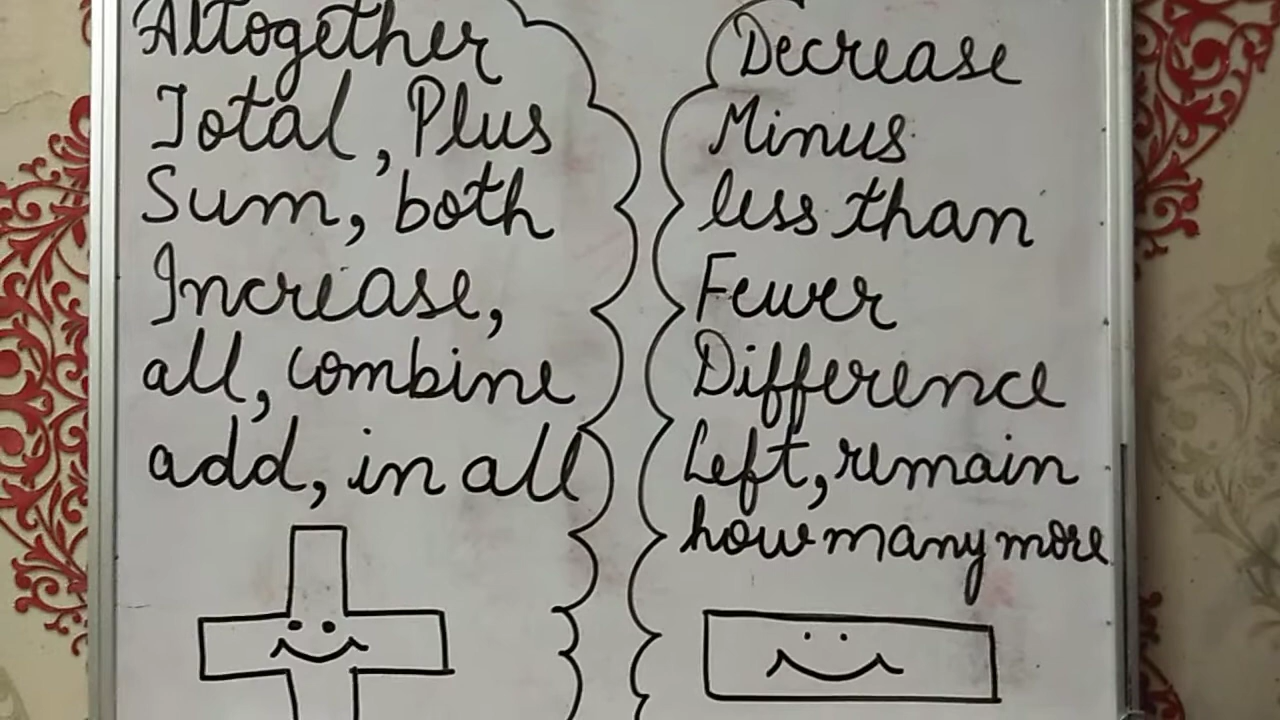 Altogether
Total, Plus
Sum, both
Increase,
all, combine
add, in all
Decrease
Minus
less than
Fewer
Difference
Left, remain
how many more